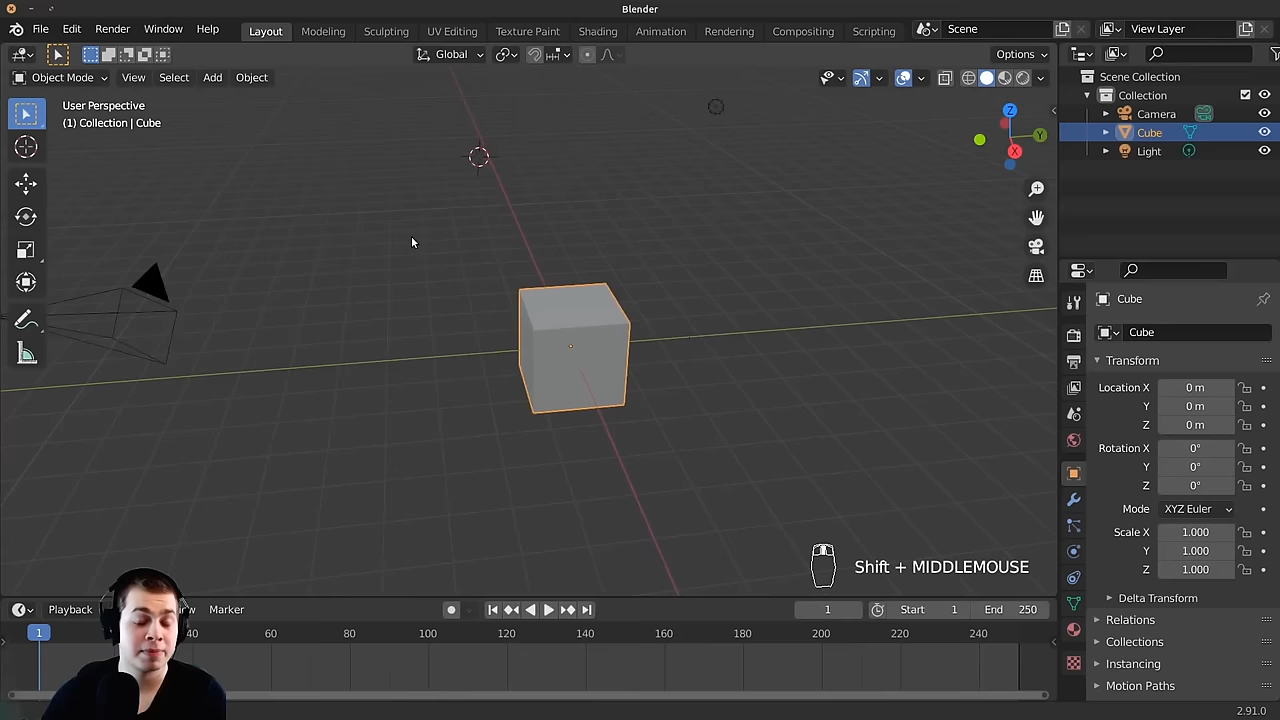 Blender
File Edit Render Window Help
Layout Modeling Sculpting UV Editing Texture Paint Shading Animation Rendering Compositing Scripting
Scene
View Layer
Global
Options
Object Mode View Select Add Object
User Perspective
(1) Collection | Cube
Z
Y
X
Scene Collection
Collection
Camera
Cube
Light
Cube
Cube
Transform
Location X 0 m
Y 0 m
Z 0 m
Rotation X 0°
Y 0°
Z 0°
Mode XYZ Euler
Scale X 1.000
Y 1.000
Z 1.000
Delta Transform
Relations
Collections
Instancing
Motion Paths
Shift + MIDDLEMOUSE
Playback Marker
1 Start 1 End 250
1 40 60 80 100 120 140 160 180 200 220 240
2.91.0